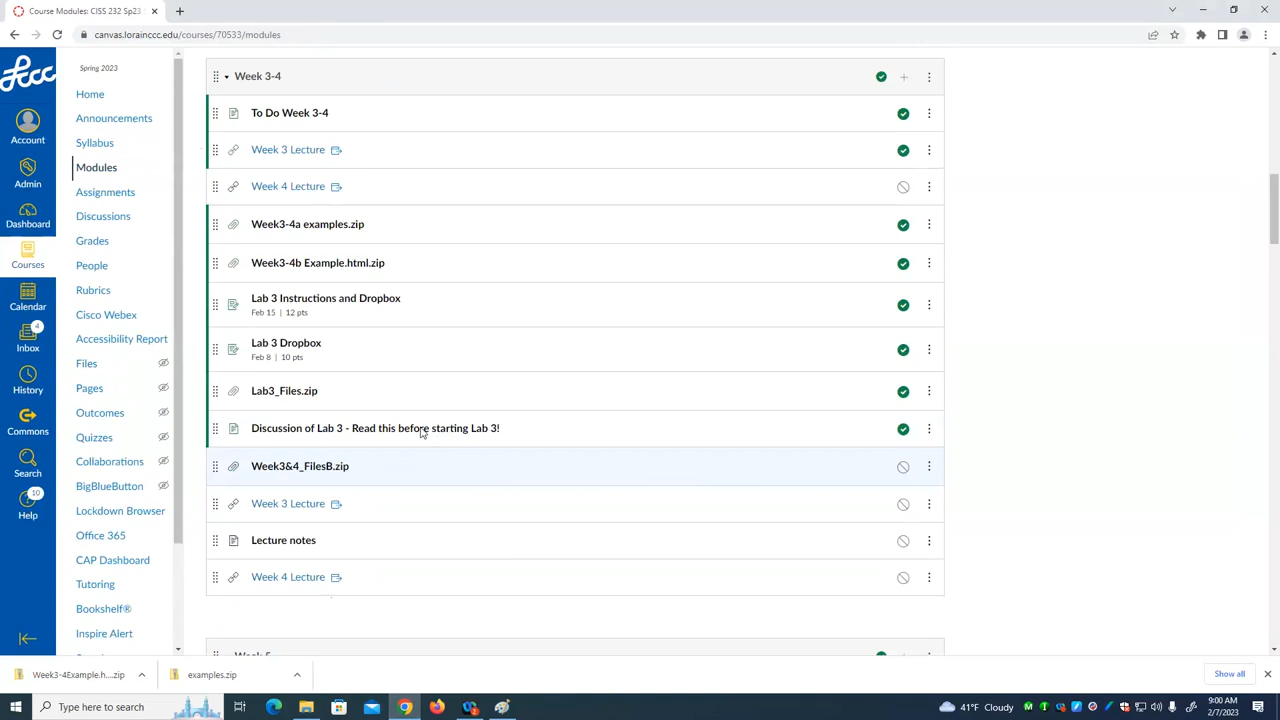 Course Modules: CISS 232 Sp23
canvas.lorainccc.edu/courses/70533/modules
lccc
Account
Admin
Dashboard
Courses
Calendar
4
Inbox
History
Commons
Search
10
Help
Spring 2023
Home
Announcements
Syllabus
Modules
Assignments
Discussions
Grades
People
Rubrics
Cisco Webex
Accessibility Report
Files
Pages
Outcomes
Quizzes
Collaborations
BigBlueButton
Lockdown Browser
Office 365
CAP Dashboard
Tutoring
Bookshelf®
Inspire Alert
Week 3-4
To Do Week 3-4
Week 3 Lecture
Week 4 Lecture
Week3-4a examples.zip
Week3-4b Example.html.zip
Lab 3 Instructions and Dropbox
Feb 15 | 12 pts
Lab 3 Dropbox
Feb 8 | 10 pts
Lab3_Files.zip
Discussion of Lab 3 - Read this before starting Lab 3!
Week3&4_FilesB.zip
Week 3 Lecture
Lecture notes
Week 4 Lecture
Week 5
Week3-4Example.h....zip
examples.zip
Show all
Type here to search
41°F Cloudy
9:00 AM
2/7/2023